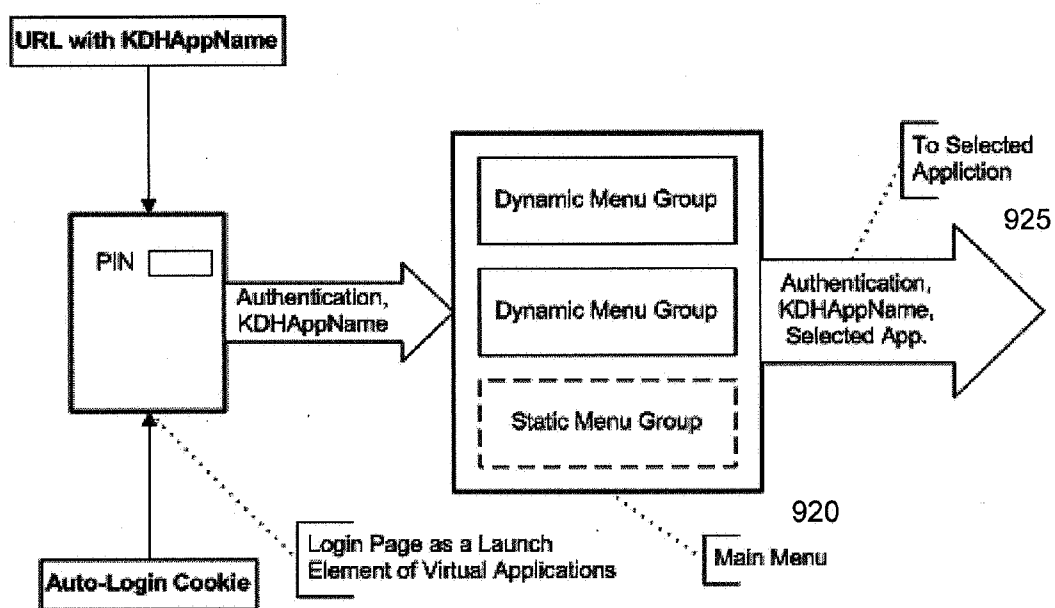 URL with KDHAppName
To Selected
Appliction
925
Dynamic Menu Group
PIN
Authentication,
KDHAppName
Dynamic Menu Group
Authentication,
KDHAppName,
Selected App.
Static Menu Group
920
Login Page as a Launch
Element of Virtual Applications
Main Menu
Auto-Login Cookie